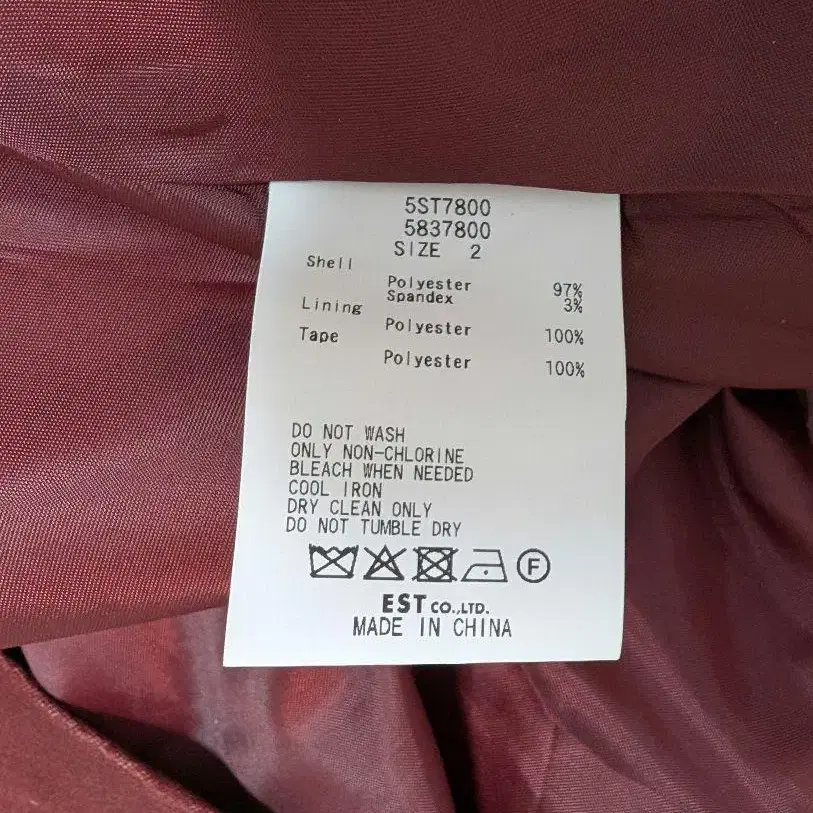 5ST7800
5837800
SIZE 2
Shell
Polyester 97%
Spandex 3%
Lining
Polyester 100%
Tape
Polyester 100%
DO NOT WASH
ONLY NON-CHLORINE
BLEACH WHEN NEEDED
COOL IRON
DRY CLEAN ONLY
DO NOT TUMBLE DRY
F
EST CO.,LTD.
MADE IN CHINA